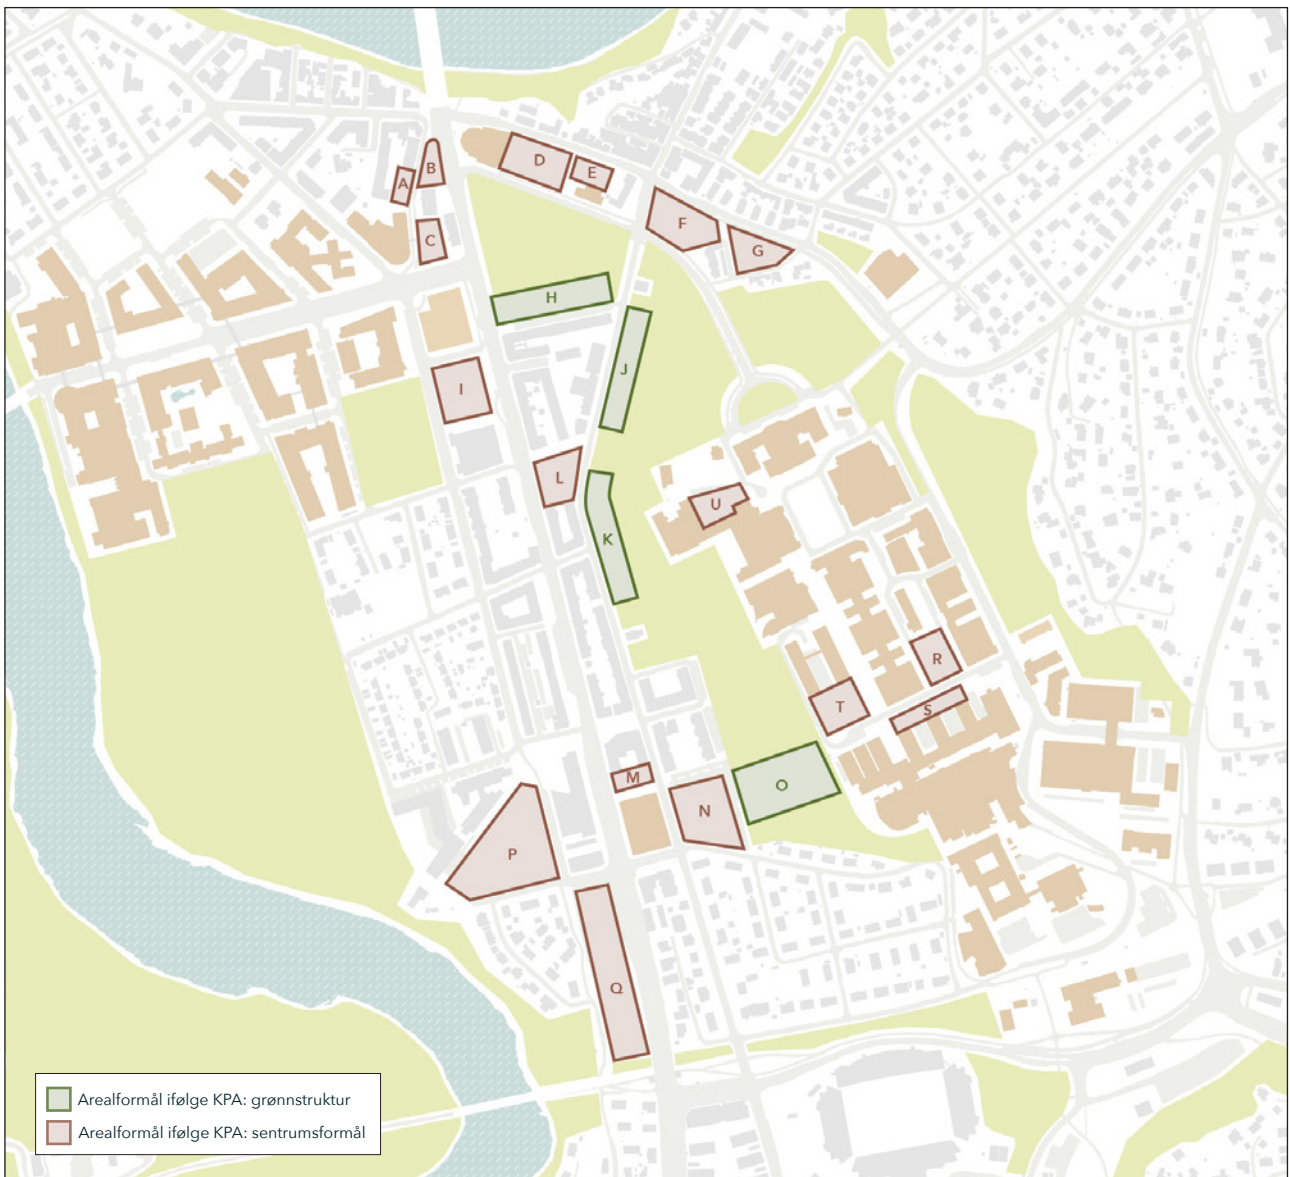 B
D
E
A
F
C
G
H
J
I
L
U
K
R
T
S
M
O
N
P
Q
Arealformål ifølge KPA: grønnstruktur
Arealformål ifølge KPA: sentrumsformål